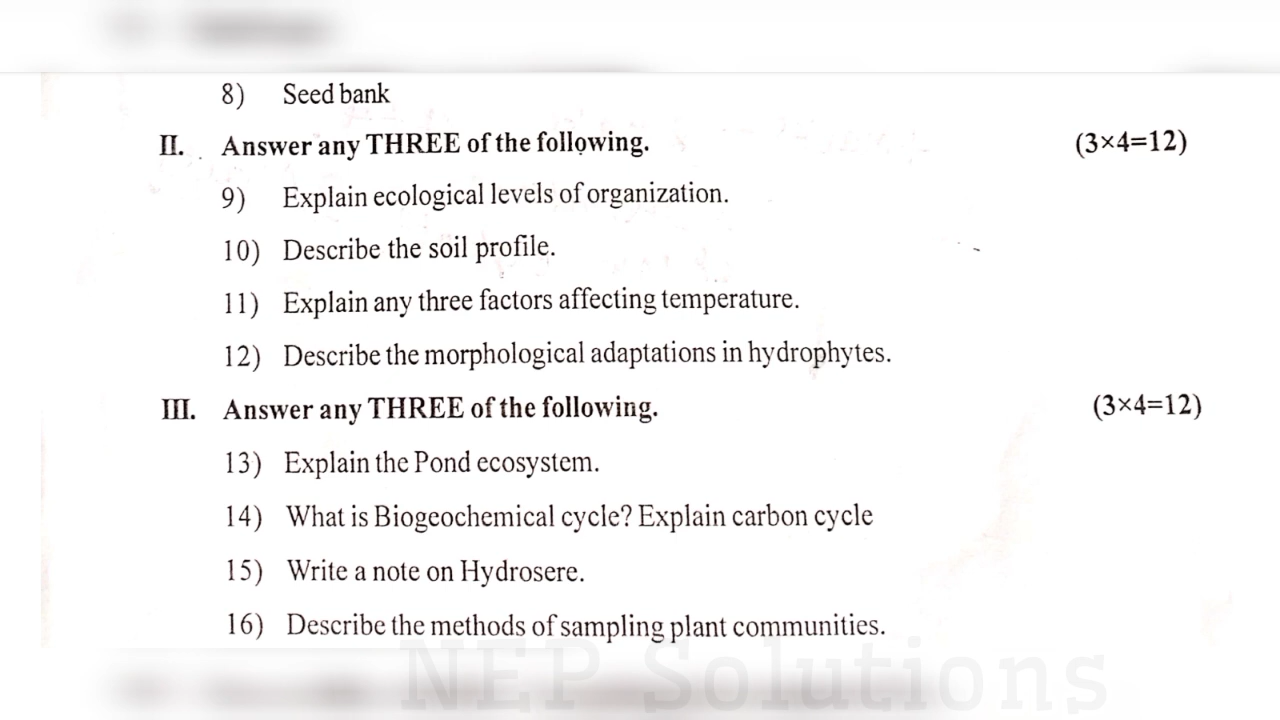 8) Seed bank
II. Answer any THREE of the following. (3×4=12)
9) Explain ecological levels of organization.
10) Describe the soil profile.
11) Explain any three factors affecting temperature.
12) Describe the morphological adaptations in hydrophytes.
III. Answer any THREE of the following. (3×4=12)
13) Explain the Pond ecosystem.
14) What is Biogeochemical cycle? Explain carbon cycle
15) Write a note on Hydrosere.
16) Describe the methods of sampling plant communities.
NEP Solutions